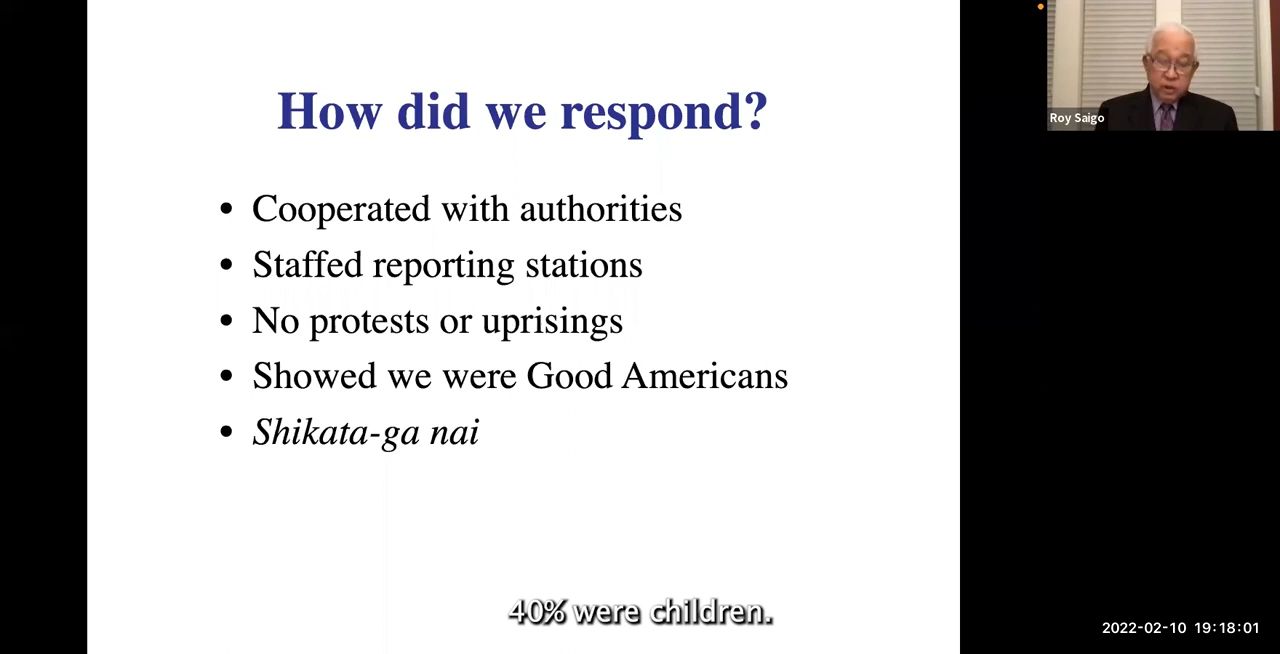 How did we respond?
• Cooperated with authorities
• Staffed reporting stations
• No protests or uprisings
• Showed we were Good Americans
• Shikata-ga nai
40% were children.
Roy Saigo
2022-02-10 19:18:01